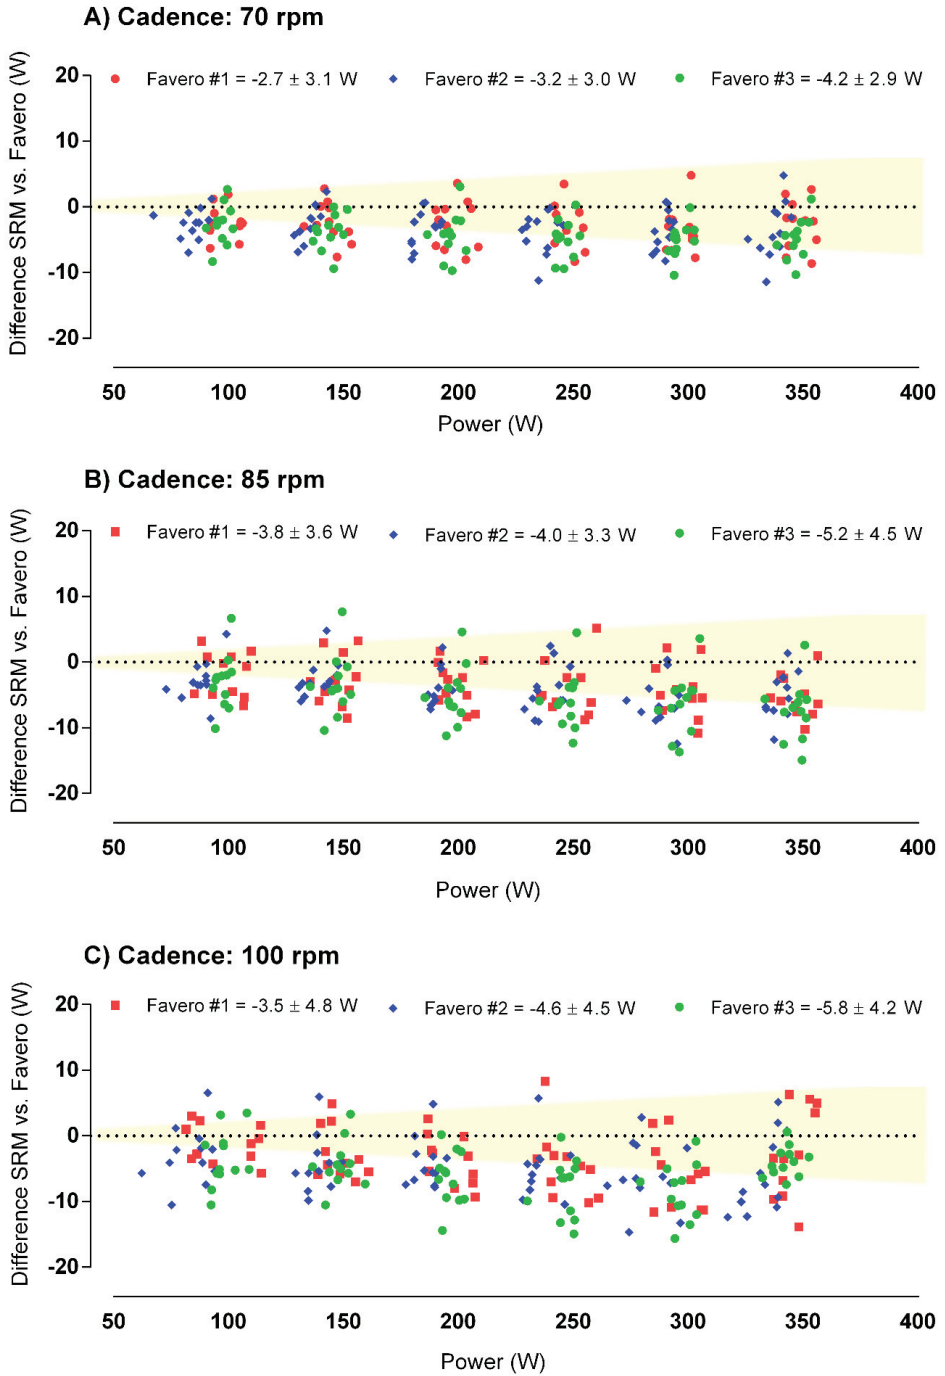 A) Cadence: 70 rpm
Difference SRM vs. Favero (W)
20
Favero #1 = -2.7 ± 3.1 W
Favero #2 = -3.2 ± 3.0 W
Favero #3 = -4.2 ± 2.9 W
10
0
-10
-20
50 100 150 200 250 300 350 400
Power (W)
B) Cadence: 85 rpm
Difference SRM vs. Favero (W)
20
Favero #1 = -3.8 ± 3.6 W
Favero #2 = -4.0 ± 3.3 W
Favero #3 = -5.2 ± 4.5 W
10
0
-10
-20
50 100 150 200 250 300 350 400
Power (W)
C) Cadence: 100 rpm
Difference SRM vs. Favero (W)
20
Favero #1 = -3.5 ± 4.8 W
Favero #2 = -4.6 ± 4.5 W
Favero #3 = -5.8 ± 4.2 W
10
0
-10
-20
50 100 150 200 250 300 350 400
Power (W)